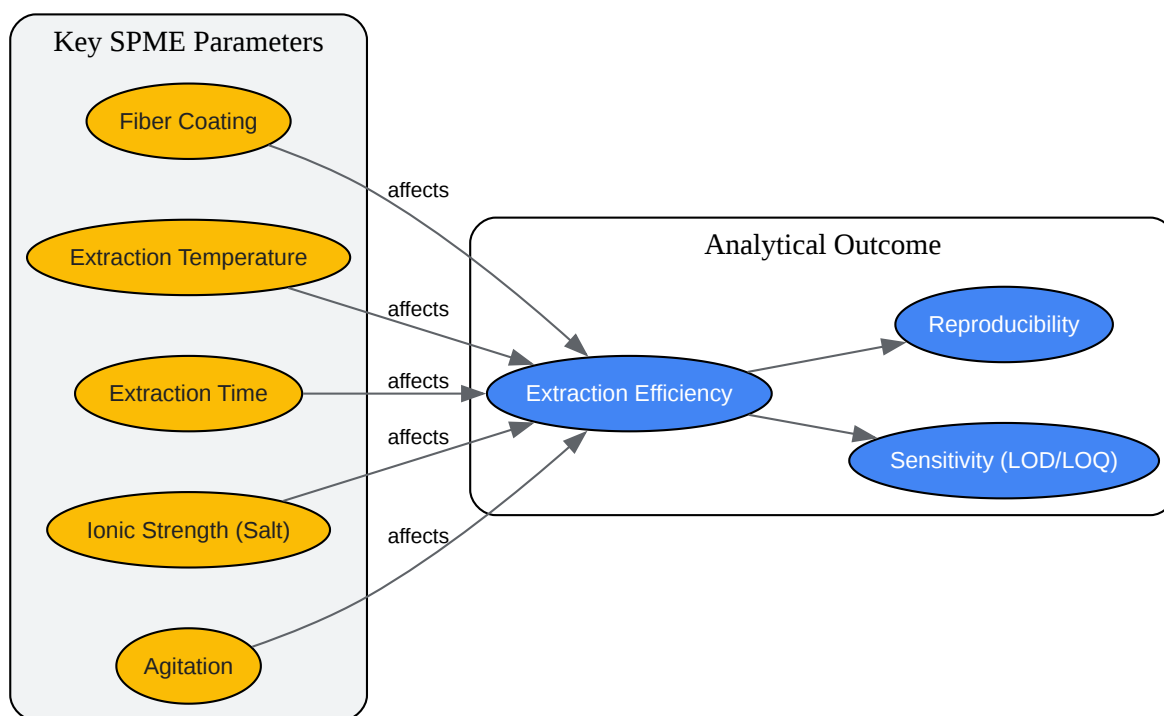 Key SPME Parameters
Fiber Coating
Extraction Temperature
Extraction Time
Ionic Strength (Salt)
Agitation
affects
affects
affects
affects
affects
Analytical Outcome
Extraction Efficiency
Reproducibility
Sensitivity (LOD/LOQ)